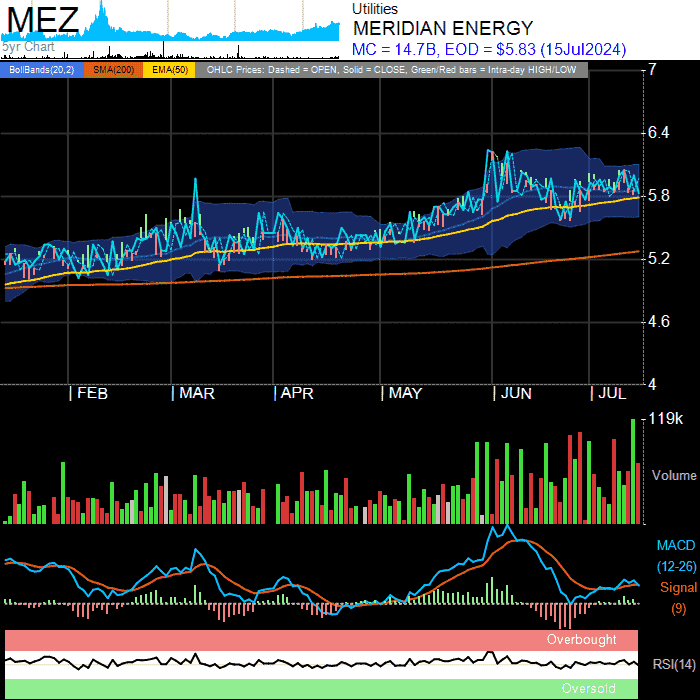 MEZ
5yr Chart
Utilities
MERIDIAN ENERGY
MC = 14.7B, EOD = $5.83 (15Jul2024)
BollBands(20,2) SMA(200) EMA(50) OHLC Prices: Dashed = OPEN, Solid = CLOSE, Green/Red bars = Intra-day HIGH/LOW
7
6.4
5.8
5.2
4.6
4
| FEB | MAR | APR | MAY | JUN | JUL
119k
Volume
MACD
(12-26)
Signal
(9)
Overbought
RSI(14)
Oversold